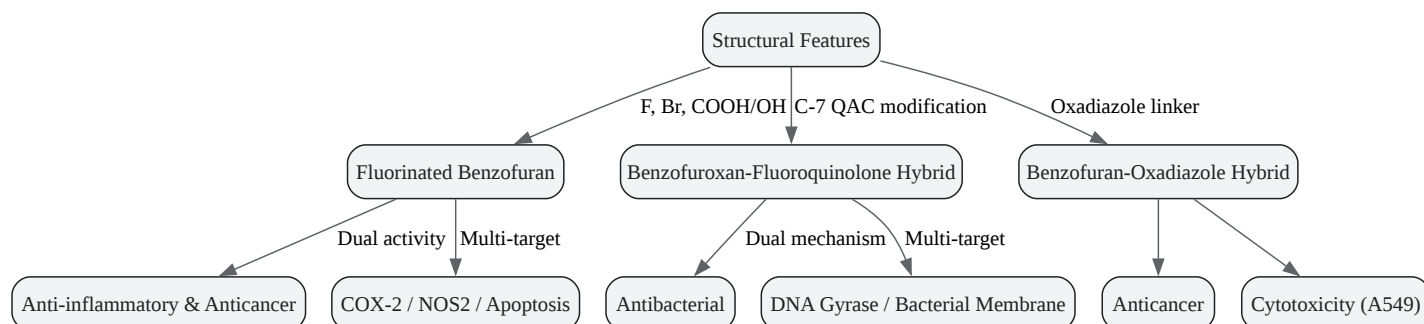 Structural Features
F, Br, COOH/OH
C-7 QAC modification
Oxadiazole linker
Fluorinated Benzofuran
Benzofuroxan-Fluoroquinolone Hybrid
Benzofuran-Oxadiazole Hybrid
Dual activity
Multi-target
Dual mechanism
Multi-target
Anti-inflammatory & Anticancer
COX-2 / NOS2 / Apoptosis
Antibacterial
DNA Gyrase / Bacterial Membrane
Anticancer
Cytotoxicity (A549)